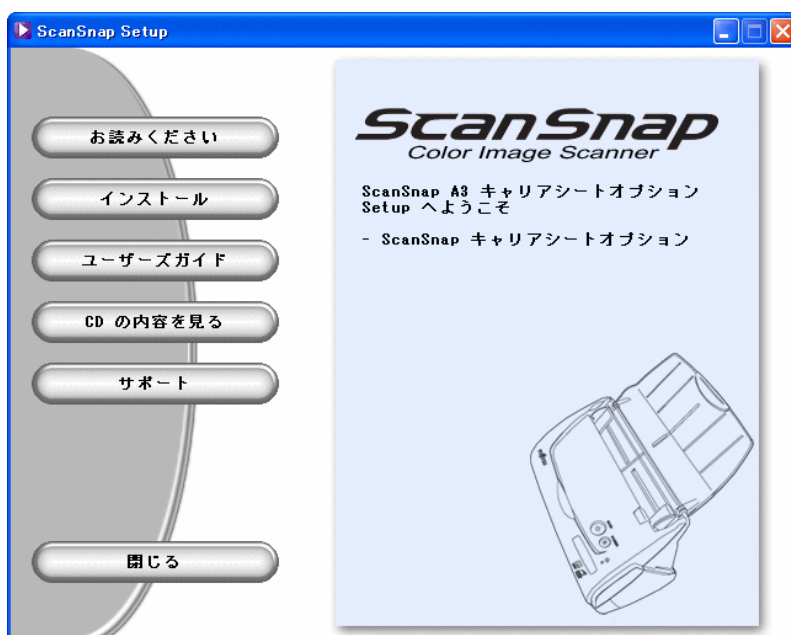 ScanSnap Setup
お読みください
インストール
ユーザーズガイド
CD の内容を見る
サポート
閉じる
ScanSnap
Color Image Scanner
ScanSnap A3 キャリアシートオプション
Setup へようこそ
- ScanSnap キャリアシートオプション